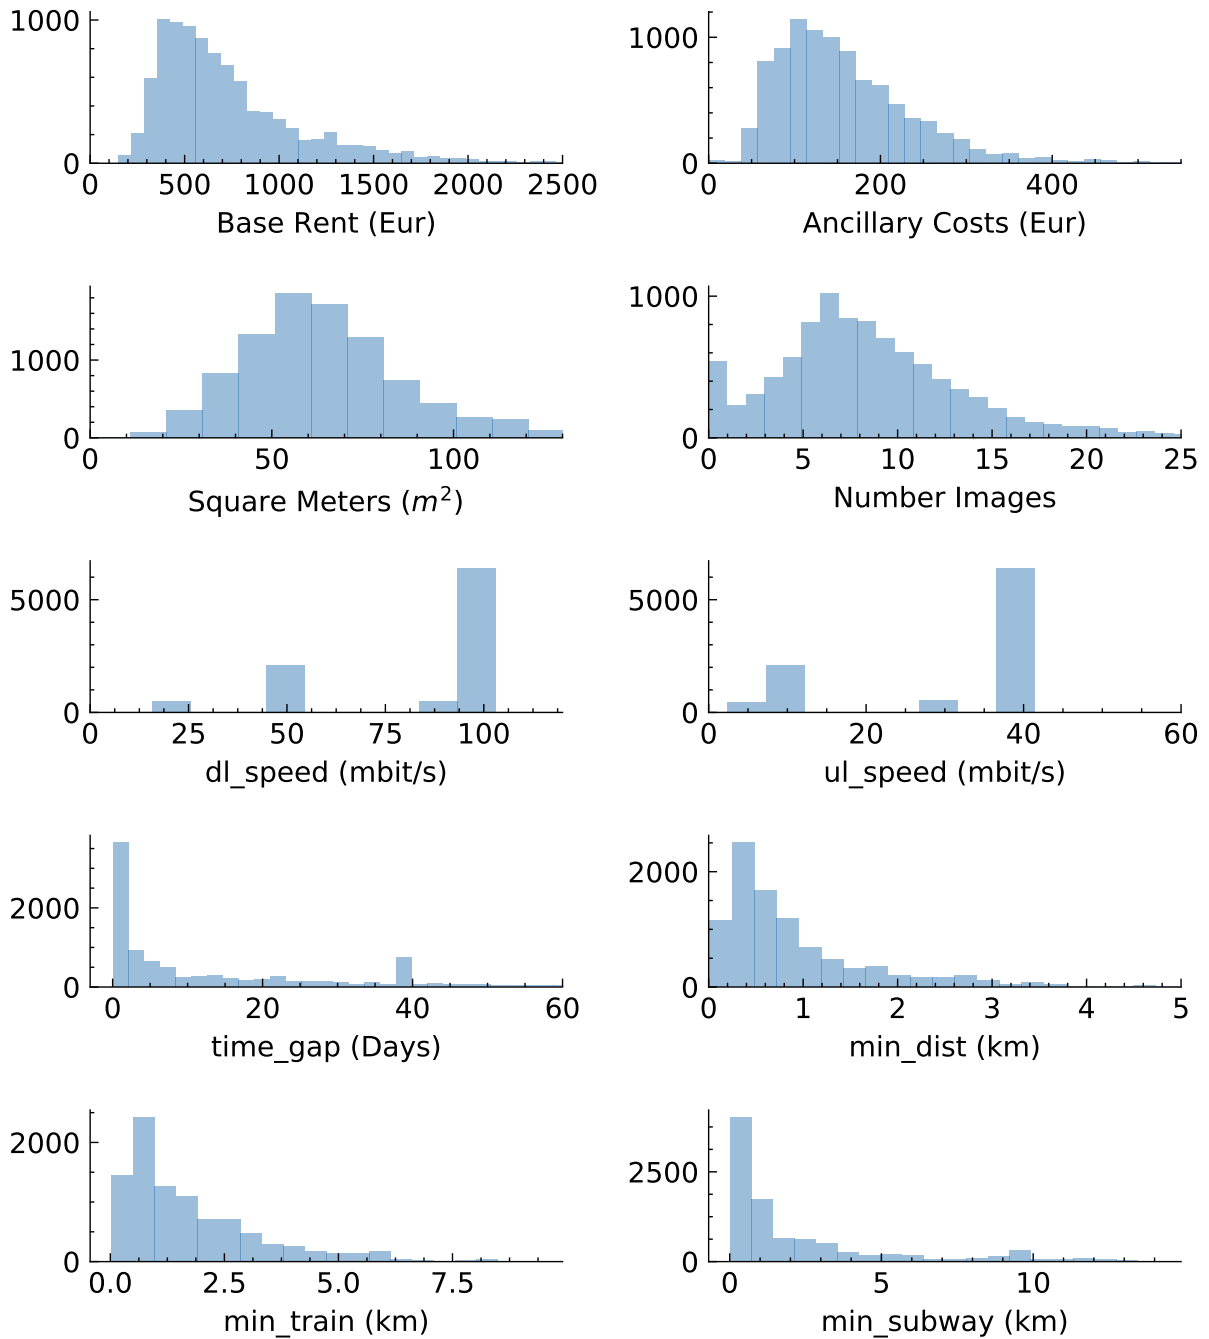 1000
0
0 500 1000 1500 2000 2500
Base Rent (Eur)
1000
0
0 200 400
Ancillary Costs (Eur)
1000
0
0 50 100
Square Meters (m²)
1000
0
0 5 10 15 20 25
Number Images
5000
0
0 25 50 75 100
dl_speed (mbit/s)
5000
0
0 20 40 60
ul_speed (mbit/s)
2000
0
0 20 40 60
time_gap (Days)
2000
0
0 1 2 3 4 5
min_dist (km)
2000
0
0.0 2.5 5.0 7.5
min_train (km)
2500
0
0 5 10
min_subway (km)